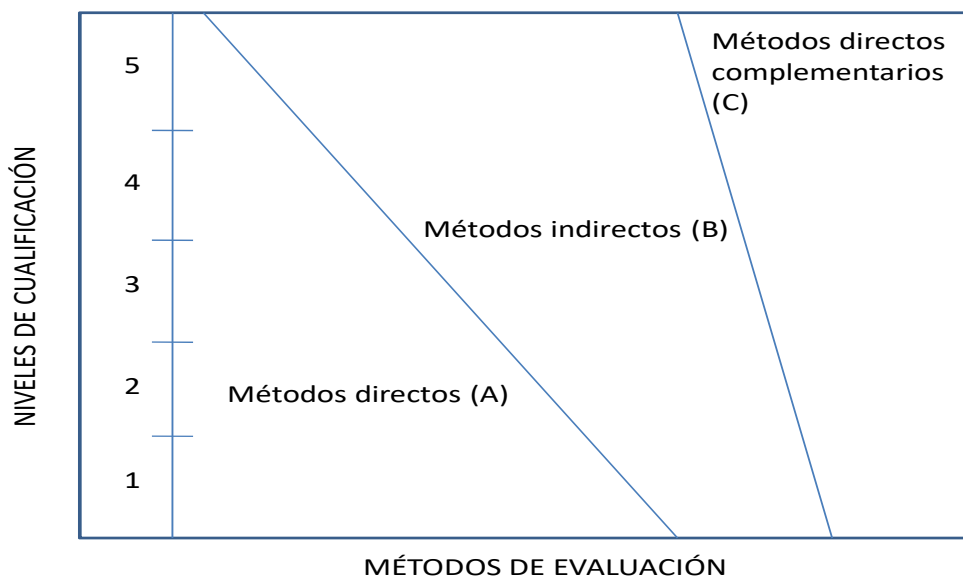 NIVELES DE CUALIFICACIÓN
5
4
3
2
1
Métodos directos
complementarios
(C)
Métodos indirectos (B)
Métodos directos (A)
MÉTODOS DE EVALUACIÓN